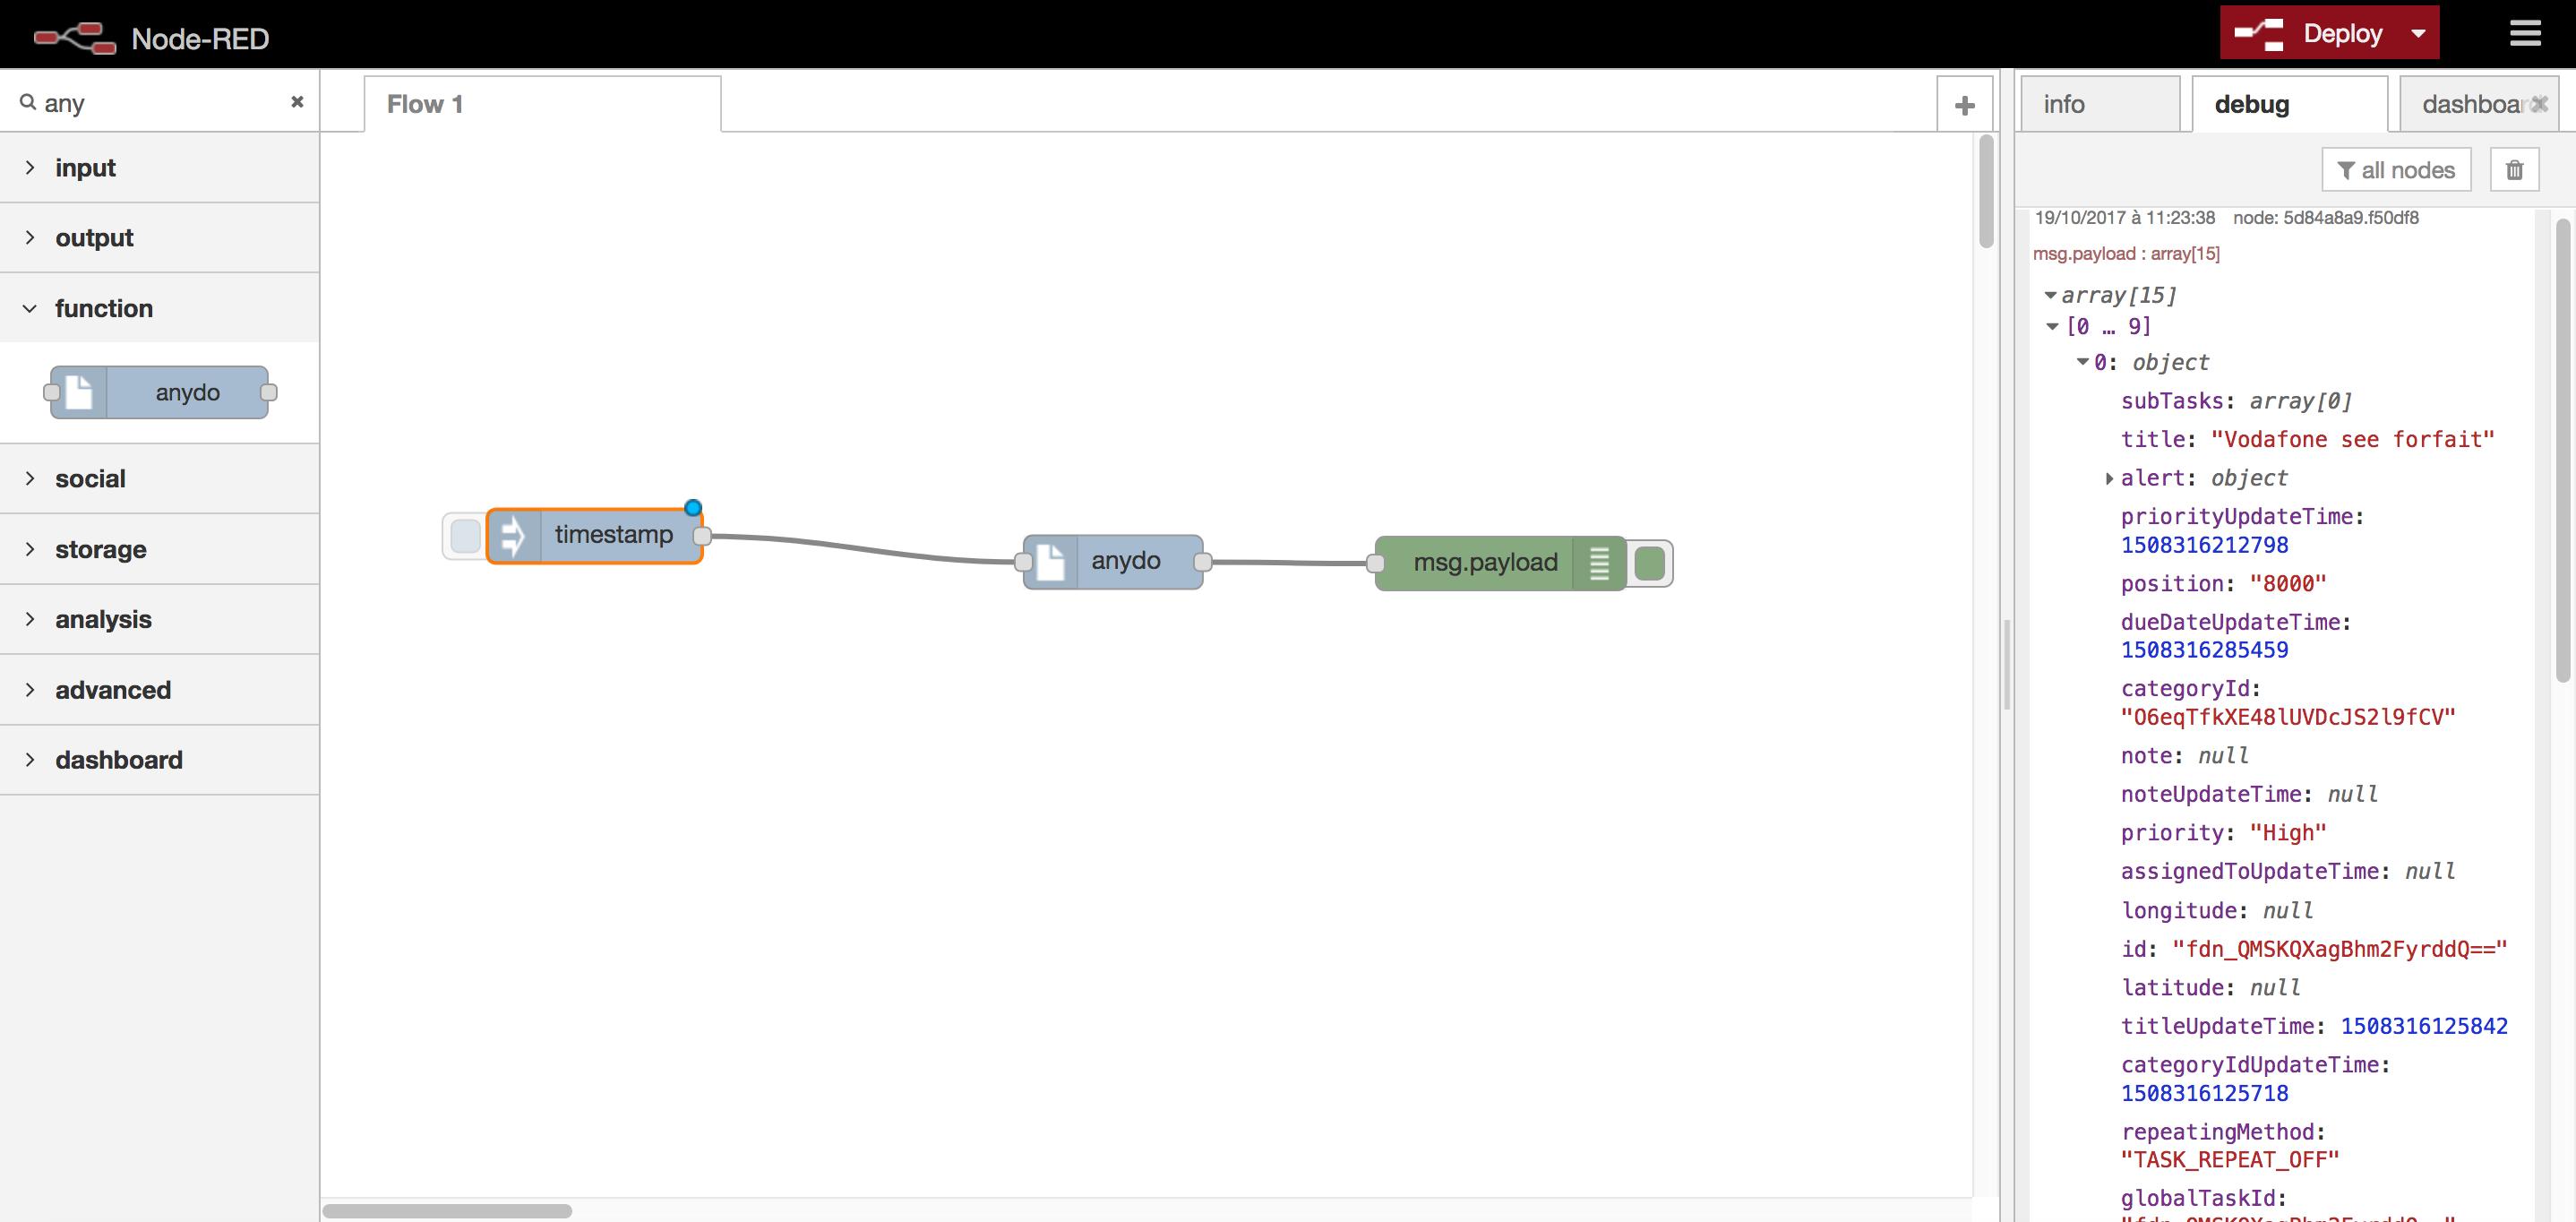 Node-RED
Deploy
any
Flow 1
info
debug
input
output
function
anydo
social
storage
analysis
advanced
dashboard
timestamp
anydo
msg.payload
all nodes
19/10/2017 à 11:23:38 node: 5d84a8a9.f50df8
msg.payload : array[15]
array[15]
[0 … 9]
0: object
subTasks: array[0]
title: "Vodafone see forfait"
alert: object
priorityUpdateTime:
1508316212798
position: "8000"
dueDateUpdateTime:
1508316285459
categoryId:
"O6eqTfkXE48lUVDcJS2l9fCV"
note: null
noteUpdateTime: null
priority: "High"
assignedToUpdateTime: null
longitude: null
id: "fdn_QMSKQXagBhm2FyrddQ=="
latitude: null
titleUpdateTime: 1508316125842
categoryIdUpdateTime:
1508316125718
repeatingMethod:
"TASK_REPEAT_OFF"
globalTaskId: